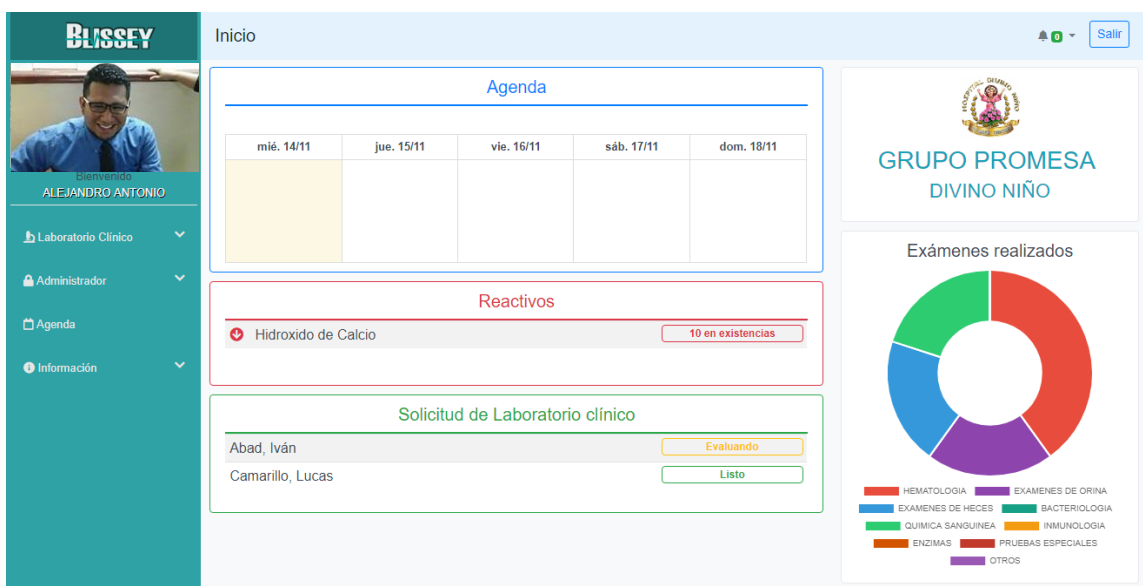 BLISSEY
Bienvenido
ALEJANDRO ANTONIO
Laboratorio Clínico
Administrador
Agenda
Información
Inicio
0
Salir
Agenda
mié. 14/11 jue. 15/11 vie. 16/11 sáb. 17/11 dom. 18/11
Reactivos
Hidroxido de Calcio 10 en existencias
Solicitud de Laboratorio clínico
Abad, Iván Evaluando
Camarillo, Lucas Listo
HOSPITAL DIVINO NIÑO
GRUPO PROMESA
DIVINO NIÑO
Exámenes realizados
HEMATOLOGIA EXAMENES DE ORINA
EXAMENES DE HECES BACTERIOLOGIA
QUIMICA SANGUINEA INMUNOLOGIA
ENZIMAS PRUEBAS ESPECIALES
OTROS